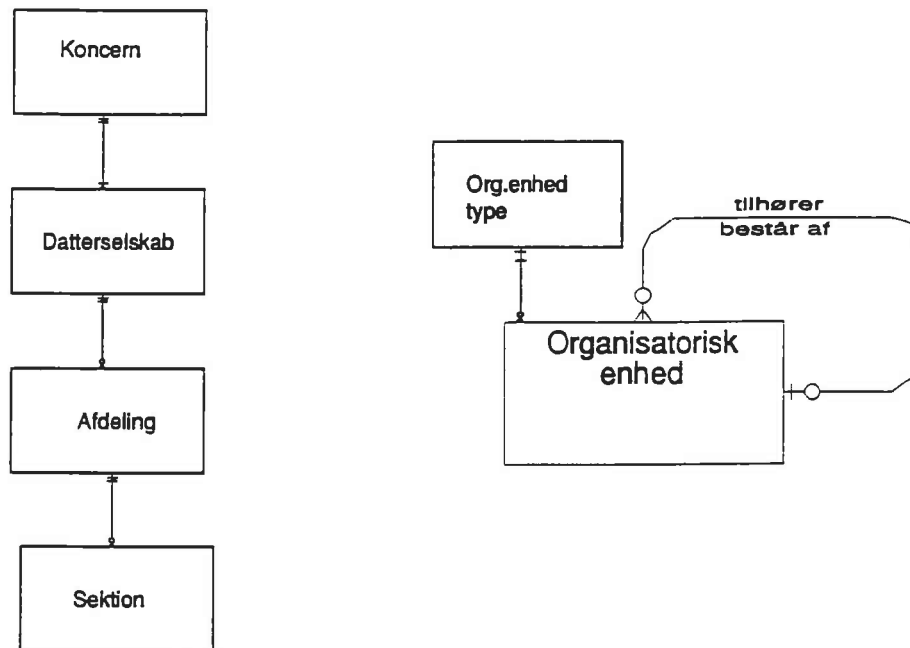 Koncern
Datterselskab
Afdeling
Sektion
Org.enhed
type
tilhører
består af
Organisatorisk
enhed